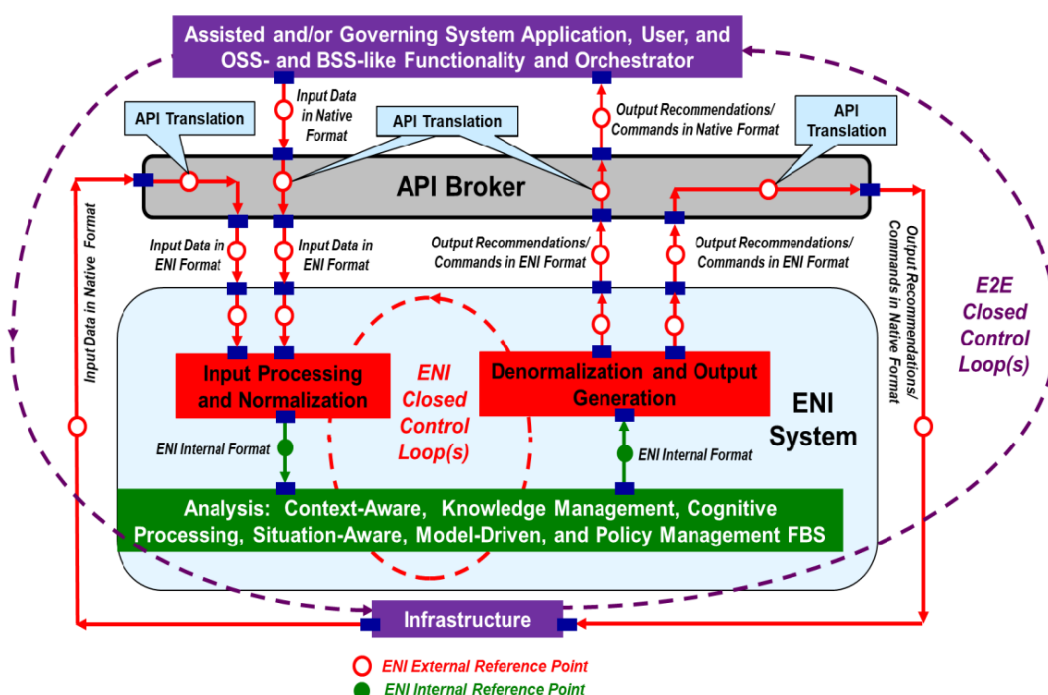 Assisted and/or Governing System Application, User, and
OSS- and BSS-like Functionality and Orchestrator
Input Data
in Native
Format
Output Recommendations/
Commands in Native Format
API Translation
API Translation
API
Translation
API Broker
Input Data in
ENI Format
Input Data in
ENI Format
Output Recommendations/
Commands in ENI Format
Output Recommendations/
Commands in ENI Format
Input Data in Native Format
Output Recommendations/
Commands in Native Format
E2E
Closed
Control
Loop(s)
Input Processing
and Normalization
ENI
Closed
Control
Loop(s)
Denormalization and Output
Generation
ENI
System
ENI Internal Format
ENI Internal Format
Analysis: Context-Aware, Knowledge Management, Cognitive
Processing, Situation-Aware, Model-Driven, and Policy Management FBS
Infrastructure
ENI External Reference Point
ENI Internal Reference Point